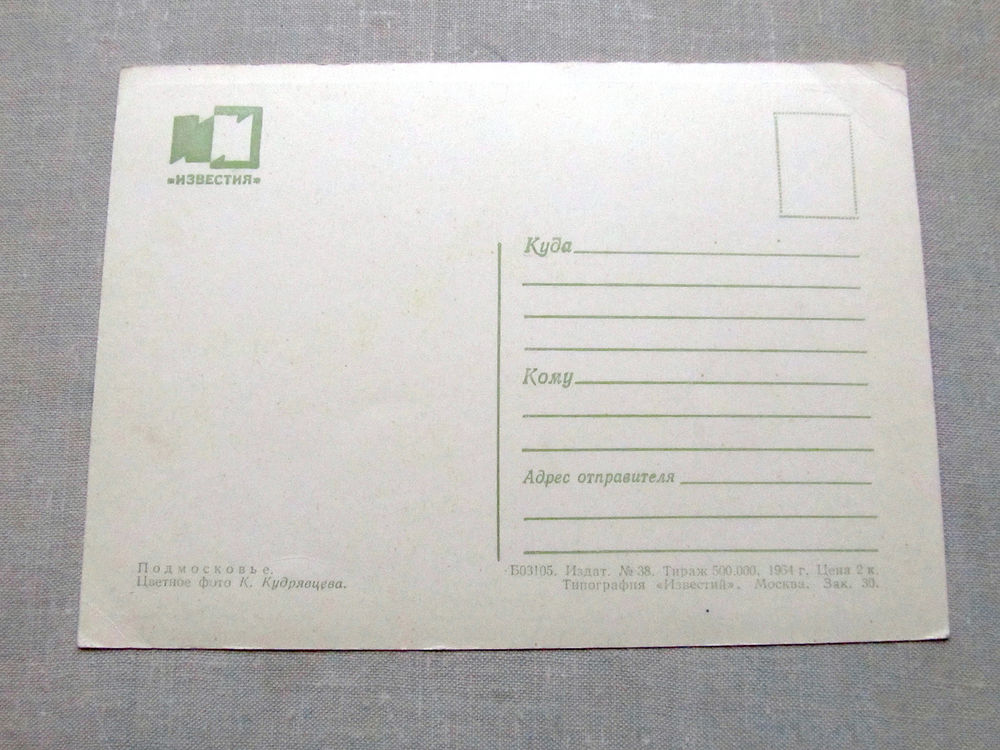 «ИЗВЕСТИЯ»
Куда
Кому
Адрес отправителя
Подмосковье.
Цветное фото К. Кудрявцева.
Б03105. Издат. № 38. Тираж 500.000, 1964 г. Цена 2 к.
Типография «Известий». Москва. Зак. 30.